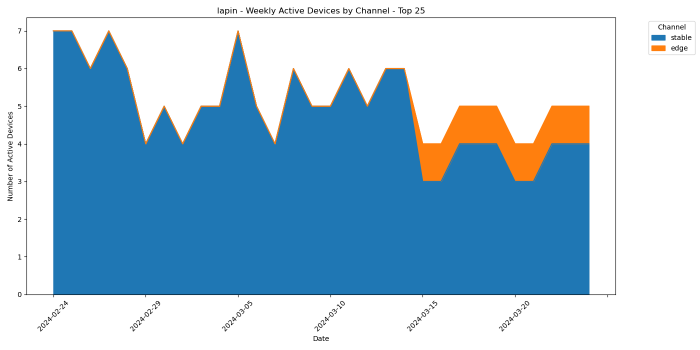 lapin - Weekly Active Devices by Channel - Top 25
Channel
stable
edge
Number of Active Devices
7
6
5
4
3
2
1
0
2024-02-24
2024-02-29
2024-03-05
2024-03-10
2024-03-15
2024-03-20
Date